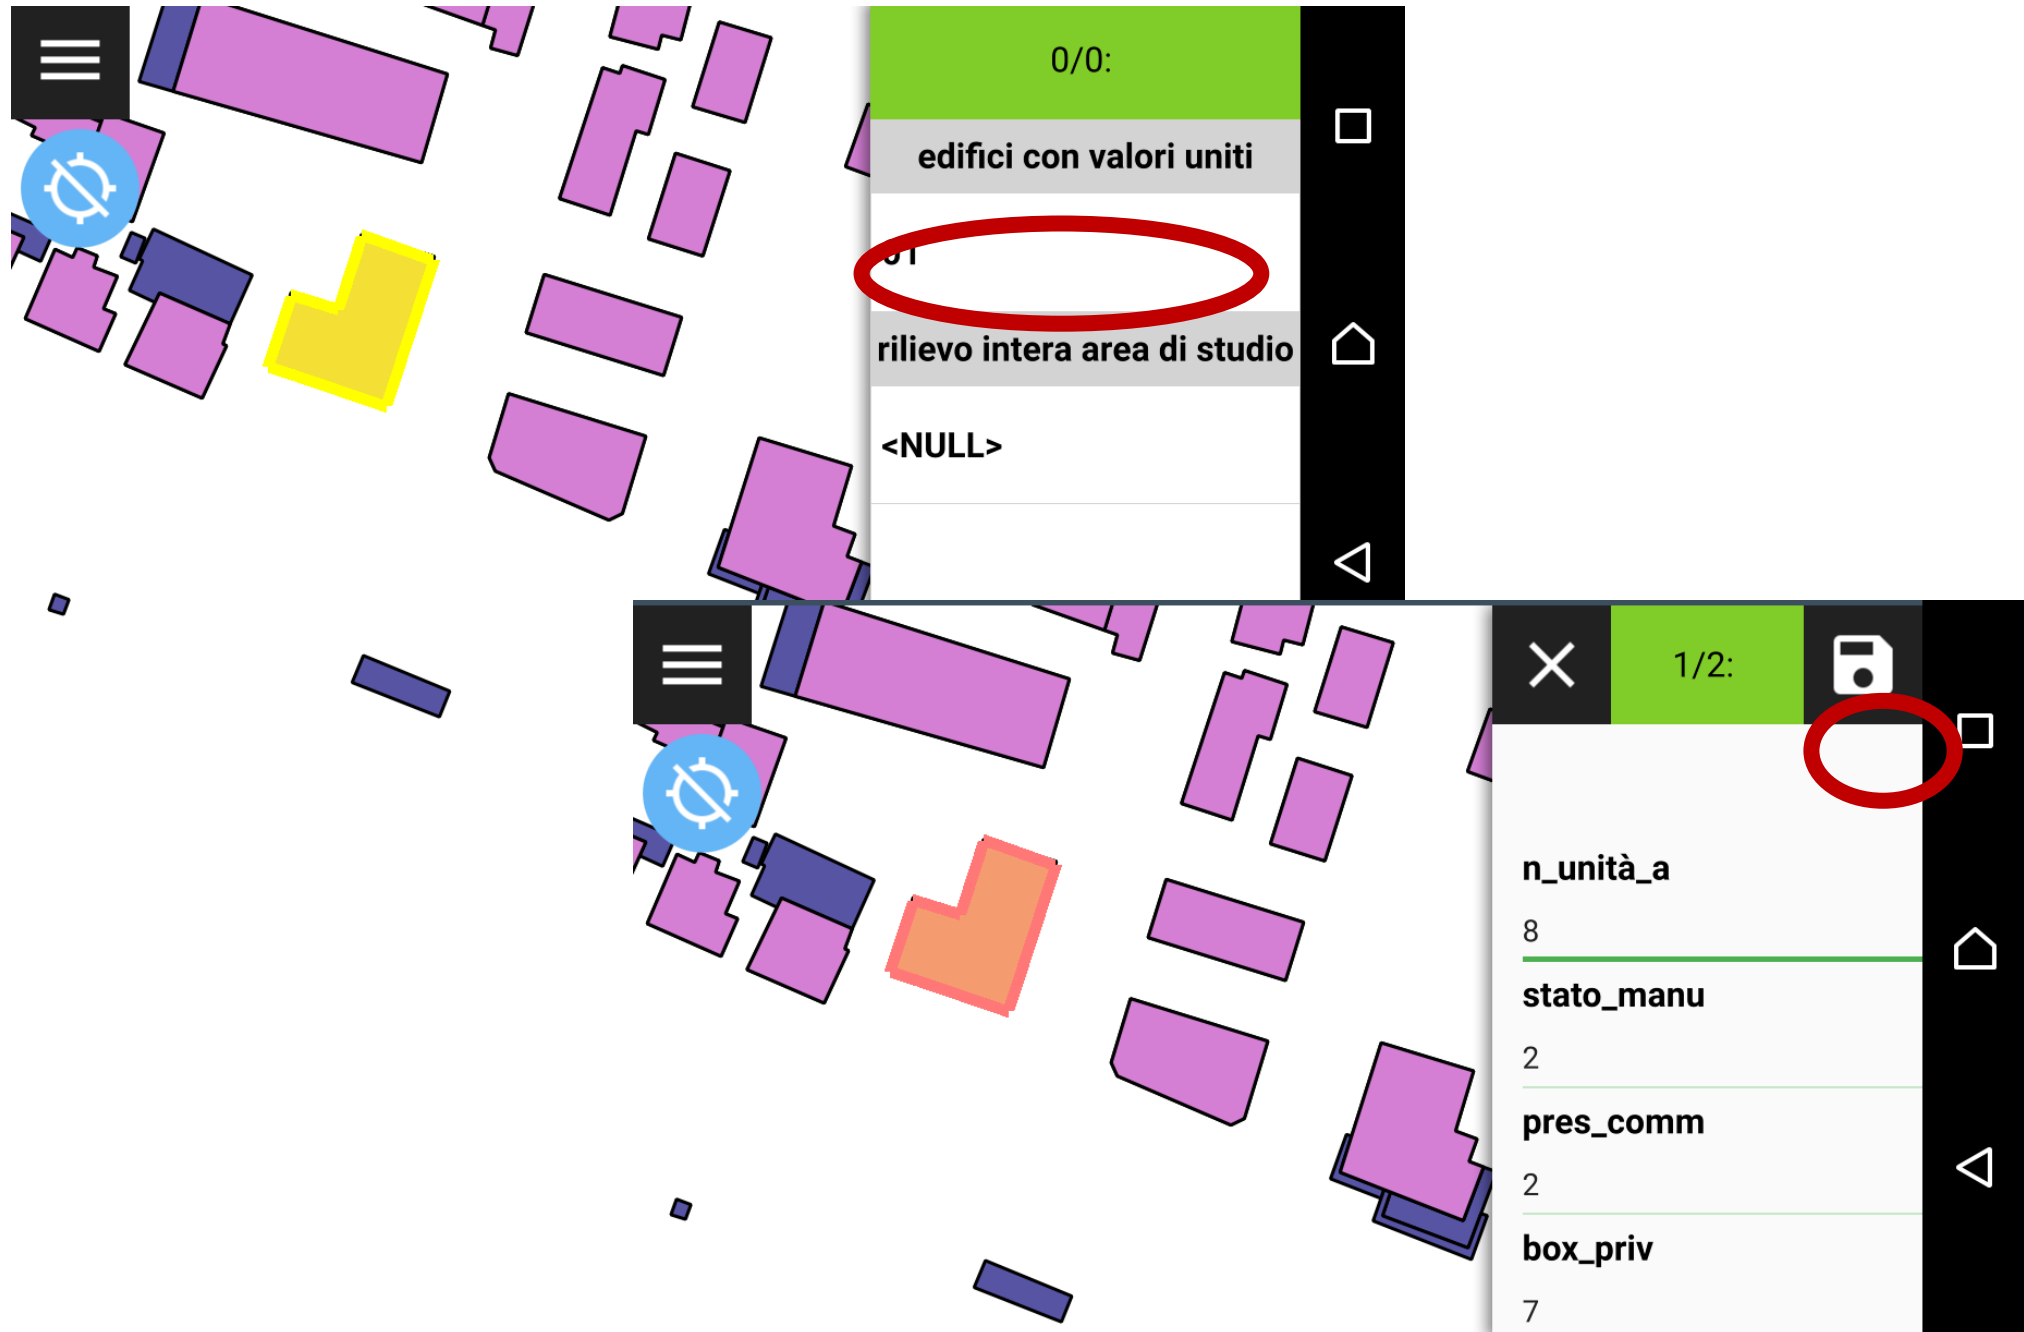 0/0:
edifici con valori uniti
rilievo intera area di studio
<NULL>
1/2:
n_unità_a
8
stato_manu
2
pres_comm
2
box_priv
7